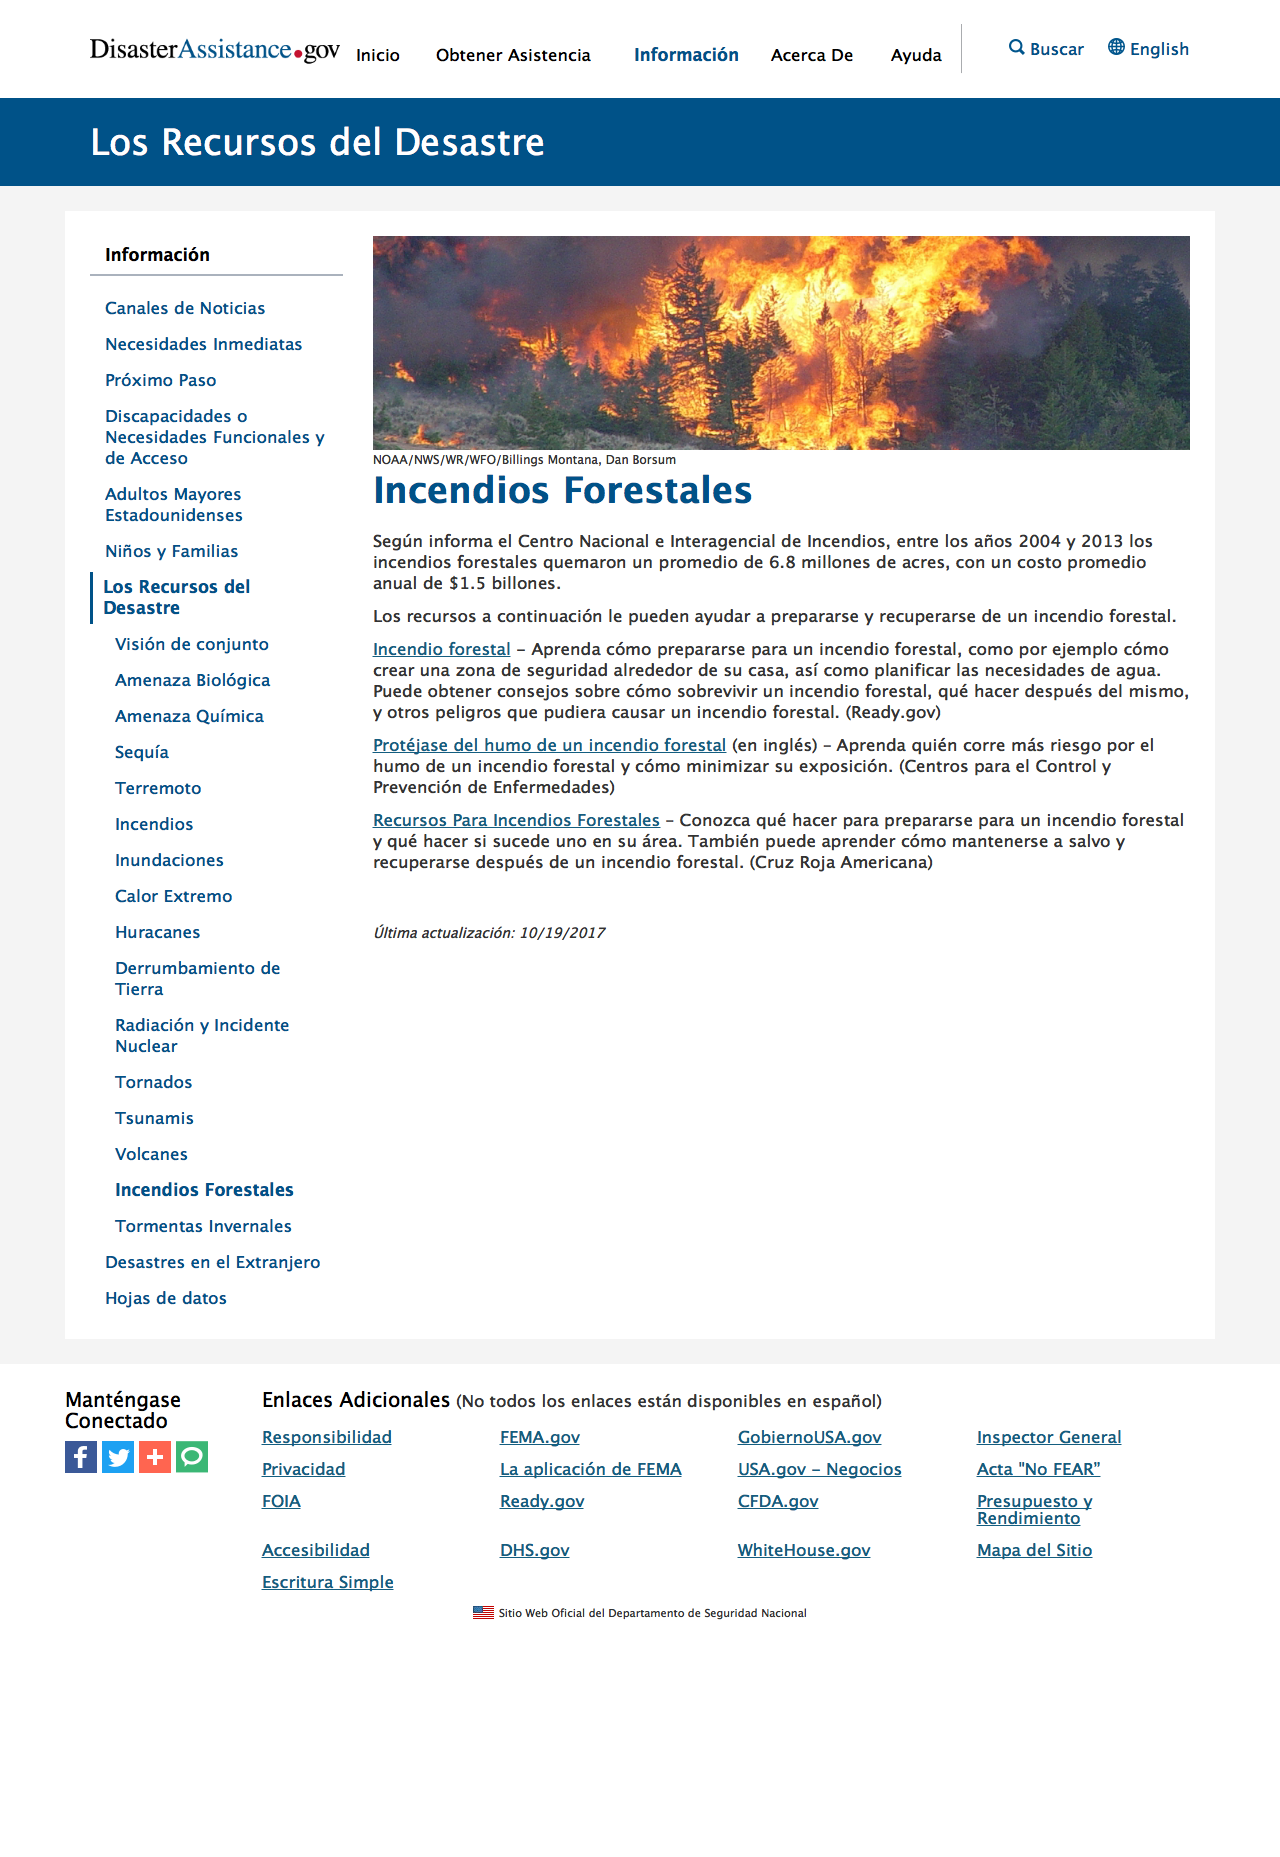 DisasterAssistance.gov
Inicio
Obtener Asistencia
Información
Acerca De
Ayuda
Buscar
English
Los Recursos del Desastre
Información
Canales de Noticias
Necesidades Inmediatas
Próximo Paso
Discapacidades o
Necesidades Funcionales y
de Acceso
Adultos Mayores
Estadounidenses
Niños y Familias
Los Recursos del
Desastre
Visión de conjunto
Amenaza Biológica
Amenaza Química
Sequía
Terremoto
Incendios
Inundaciones
Calor Extremo
Huracanes
Derrumbamiento de
Tierra
Radiación y Incidente
Nuclear
Tornados
Tsunamis
Volcanes
Incendios Forestales
Tormentas Invernales
Desastres en el Extranjero
Hojas de datos
NOAA/NWS/WR/WFO/Billings Montana, Dan Borsum
Incendios Forestales
Según informa el Centro Nacional e Interagencial de Incendios, entre los años 2004 y 2013 los
incendios forestales quemaron un promedio de 6.8 millones de acres, con un costo promedio
anual de $1.5 billones.
Los recursos a continuación le pueden ayudar a prepararse y recuperarse de un incendio forestal.
Incendio forestal - Aprenda cómo prepararse para un incendio forestal, como por ejemplo cómo
crear una zona de seguridad alrededor de su casa, así como planificar las necesidades de agua.
Puede obtener consejos sobre cómo sobrevivir un incendio forestal, qué hacer después del mismo,
y otros peligros que pudiera causar un incendio forestal. (Ready.gov)
Protéjase del humo de un incendio forestal (en inglés) – Aprenda quién corre más riesgo por el
humo de un incendio forestal y cómo minimizar su exposición. (Centros para el Control y
Prevención de Enfermedades)
Recursos Para Incendios Forestales – Conozca qué hacer para prepararse para un incendio forestal
y qué hacer si sucede uno en su área. También puede aprender cómo mantenerse a salvo y
recuperarse después de un incendio forestal. (Cruz Roja Americana)
Última actualización: 10/19/2017
Manténgase
Conectado
Enlaces Adicionales (No todos los enlaces están disponibles en español)
Responsibilidad
FEMA.gov
GobiernoUSA.gov
Inspector General
Privacidad
La aplicación de FEMA
USA.gov - Negocios
Acta "No FEAR"
FOIA
Ready.gov
CFDA.gov
Presupuesto y
Rendimiento
Accesibilidad
DHS.gov
WhiteHouse.gov
Mapa del Sitio
Escritura Simple
Sitio Web Oficial del Departamento de Seguridad Nacional